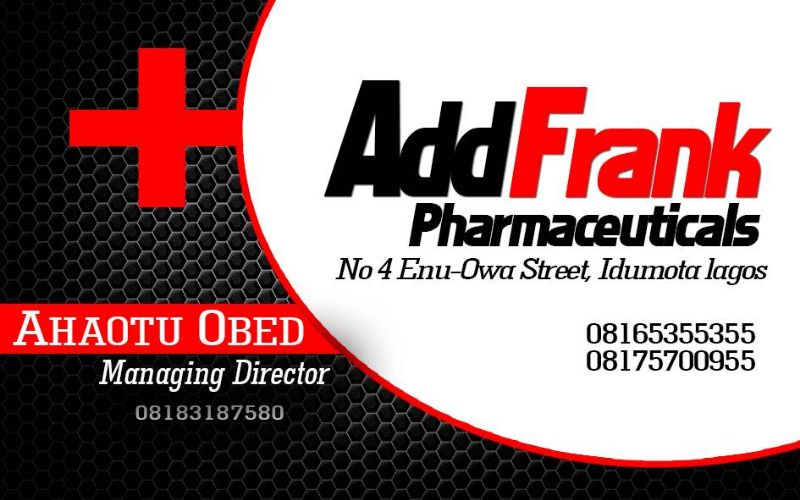 AddFrank
Pharmaceuticals
No 4 Enu-Owa Street, Idumota lagos
08165355355
08175700955
AHAOTU OBED
Managing Director
08183187580